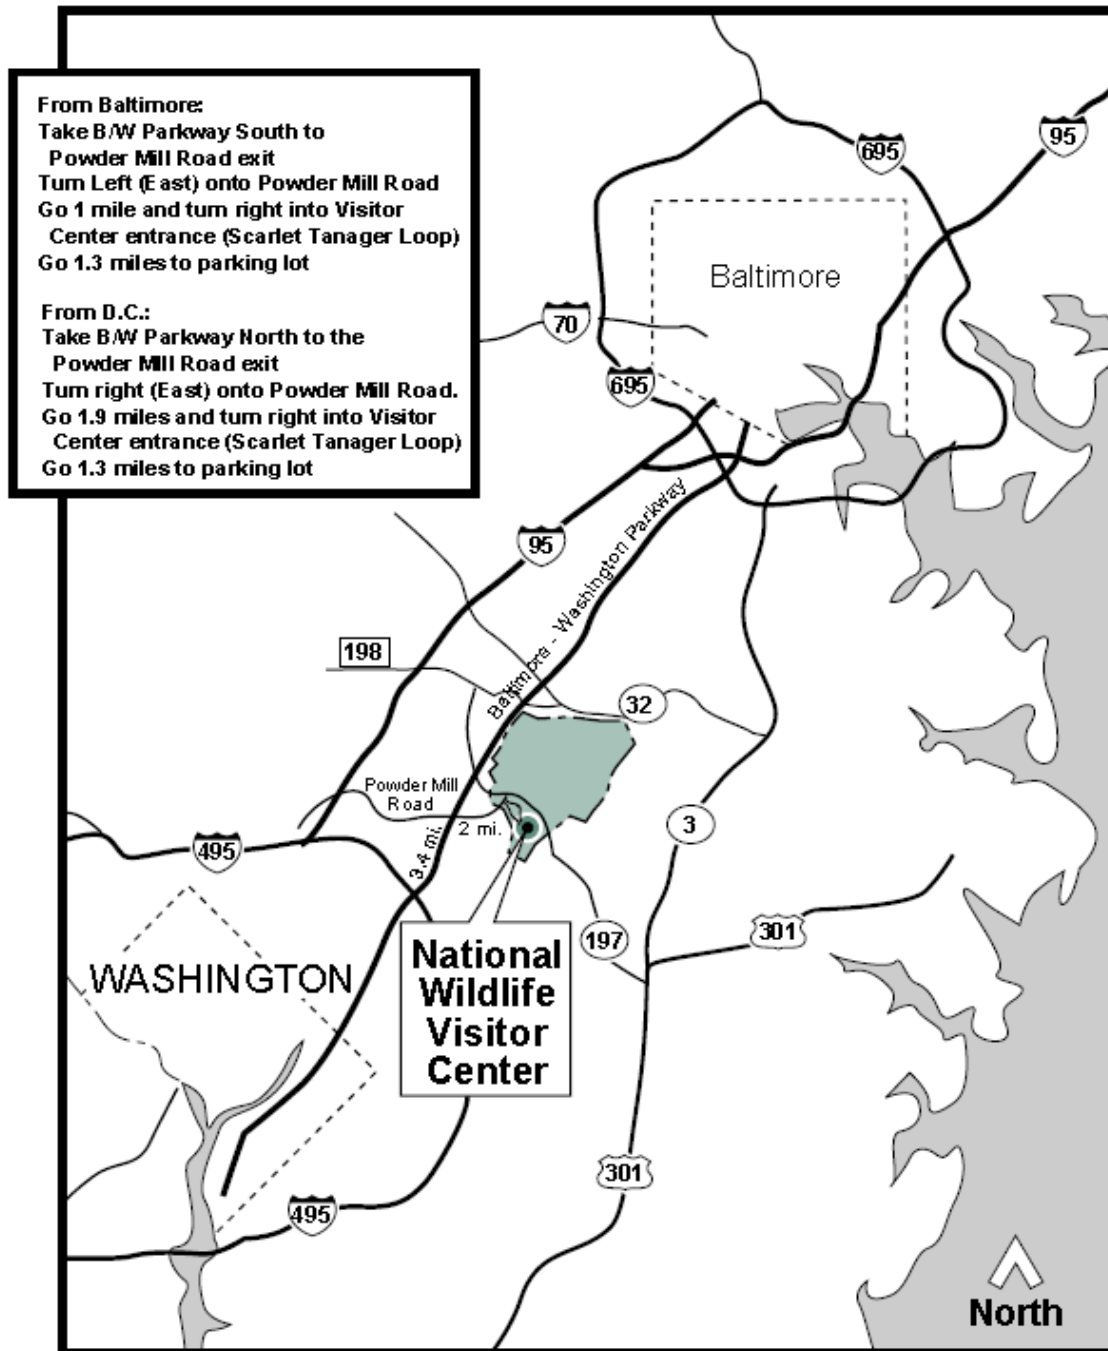 From Baltimore:
Take B/W Parkway South to
Powder Mill Road exit
Turn Left (East) onto Powder Mill Road
Go 1 mile and turn right into Visitor
Center entrance (Scarlet Tanager Loop)
Go 1.3 miles to parking lot
From D.C.:
Take B/W Parkway North to the
Powder Mill Road exit
Turn right (East) onto Powder Mill Road.
Go 1.9 miles and turn right into Visitor
Center entrance (Scarlet Tanager Loop)
Go 1.3 miles to parking lot
695
95
Baltimore
70
695
95
Baltimore - Washington Parkway
198
32
Powder Mill
Road
2 mi.
3.4 mi.
3
495
197
301
WASHINGTON
National
Wildlife
Visitor
Center
301
495
North